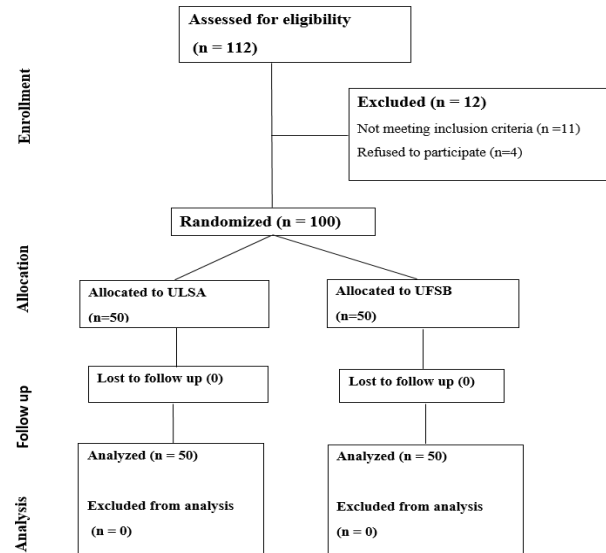 Assessed for eligibility
(n = 112)
Enrollment
Excluded (n = 12)
Not meeting inclusion criteria (n =11)
Refused to participate (n=4)
Randomized (n = 100)
Allocation
Allocated to ULSA
(n=50)
Allocated to UFSB
(n=50)
Follow up
Lost to follow up (0)
Lost to follow up (0)
Analysis
Analyzed (n = 50)
Excluded from analysis
(n = 0)
Analyzed (n = 50)
Excluded from analysis
(n = 0)